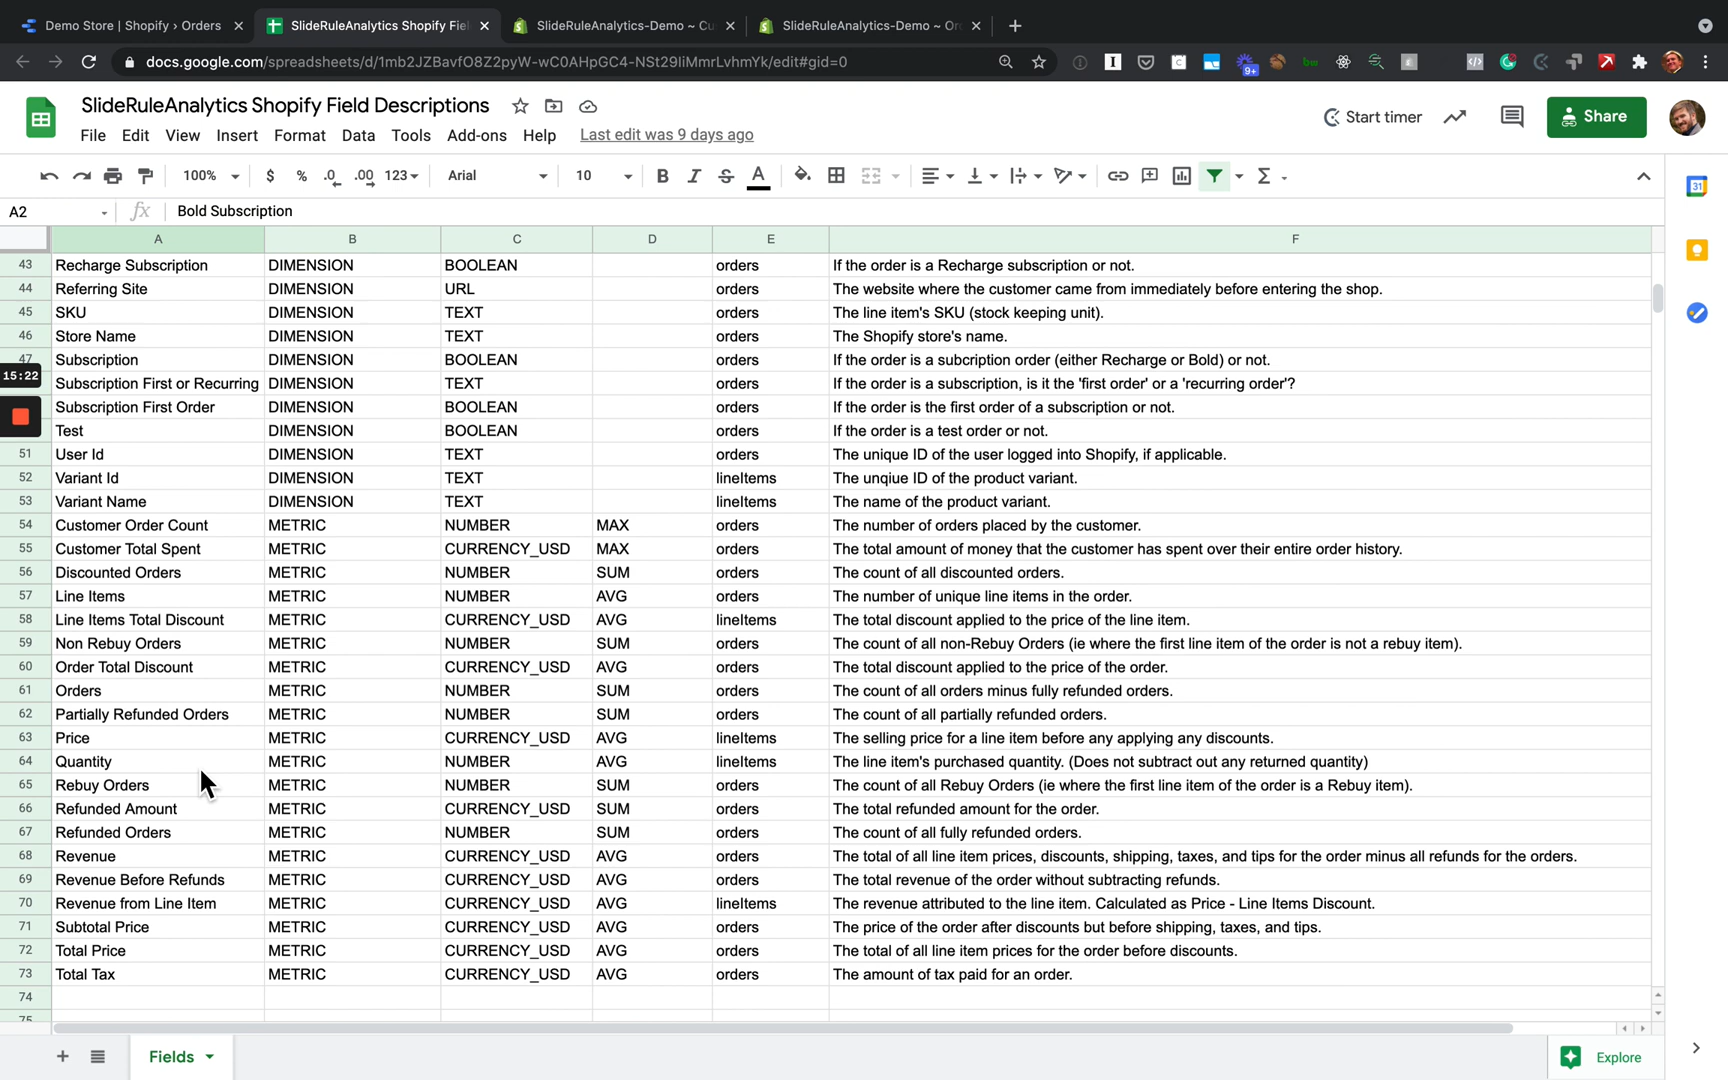 Demo Store | Shopify › Orders
SlideRuleAnalytics Shopify Fiel
SlideRuleAnalytics-Demo ~ Cu
SlideRuleAnalytics-Demo ~ Or
docs.google.com/spreadsheets/d/1mb2JZBavfO8Z2pyW-wC0AHpGC4-NSt29IiMmrLvhmYk/edit#gid=0
9+
SlideRuleAnalytics Shopify Field Descriptions
File Edit View Insert Format Data Tools Add-ons Help Last edit was 9 days ago
Start timer
Share
100% $ % .0 .00 123 Arial 10 B I S A Σ
31
A2 fx Bold Subscription
A B C D E F
43 Recharge Subscription DIMENSION BOOLEAN orders If the order is a Recharge subscription or not.
44 Referring Site DIMENSION URL orders The website where the customer came from immediately before entering the shop.
45 SKU DIMENSION TEXT orders The line item's SKU (stock keeping unit).
46 Store Name DIMENSION TEXT orders The Shopify store's name.
47 Subscription DIMENSION BOOLEAN orders If the order is a subcription order (either Recharge or Bold) or not.
15:22
Subscription First or Recurring DIMENSION TEXT orders If the order is a subscription, is it the 'first order' or a 'recurring order'?
Subscription First Order DIMENSION BOOLEAN orders If the order is the first order of a subscription or not.
Test DIMENSION BOOLEAN orders If the order is a test order or not.
51 User Id DIMENSION TEXT orders The unique ID of the user logged into Shopify, if applicable.
52 Variant Id DIMENSION TEXT lineItems The unqiue ID of the product variant.
53 Variant Name DIMENSION TEXT lineItems The name of the product variant.
54 Customer Order Count METRIC NUMBER MAX orders The number of orders placed by the customer.
55 Customer Total Spent METRIC CURRENCY_USD MAX orders The total amount of money that the customer has spent over their entire order history.
56 Discounted Orders METRIC NUMBER SUM orders The count of all discounted orders.
57 Line Items METRIC NUMBER AVG orders The number of unique line items in the order.
58 Line Items Total Discount METRIC CURRENCY_USD AVG lineItems The total discount applied to the price of the line item.
59 Non Rebuy Orders METRIC NUMBER SUM orders The count of all non-Rebuy Orders (ie where the first line item of the order is not a rebuy item).
60 Order Total Discount METRIC CURRENCY_USD AVG orders The total discount applied to the price of the order.
61 Orders METRIC NUMBER SUM orders The count of all orders minus fully refunded orders.
62 Partially Refunded Orders METRIC NUMBER SUM orders The count of all partially refunded orders.
63 Price METRIC CURRENCY_USD AVG lineItems The selling price for a line item before any applying any discounts.
64 Quantity METRIC NUMBER AVG lineItems The line item's purchased quantity. (Does not subtract out any returned quantity)
65 Rebuy Orders METRIC NUMBER SUM orders The count of all Rebuy Orders (ie where the first line item of the order is a Rebuy item).
66 Refunded Amount METRIC CURRENCY_USD SUM orders The total refunded amount for the order.
67 Refunded Orders METRIC NUMBER SUM orders The count of all fully refunded orders.
68 Revenue METRIC CURRENCY_USD AVG orders The total of all line item prices, discounts, shipping, taxes, and tips for the order minus all refunds for the orders.
69 Revenue Before Refunds METRIC CURRENCY_USD AVG orders The total revenue of the order without subtracting refunds.
70 Revenue from Line Item METRIC CURRENCY_USD AVG lineItems The revenue attributed to the line item. Calculated as Price - Line Items Discount.
71 Subtotal Price METRIC CURRENCY_USD AVG orders The price of the order after discounts but before shipping, taxes, and tips.
72 Total Price METRIC CURRENCY_USD AVG orders The total of all line item prices for the order before discounts.
73 Total Tax METRIC CURRENCY_USD AVG orders The amount of tax paid for an order.
74
75
Fields
Explore